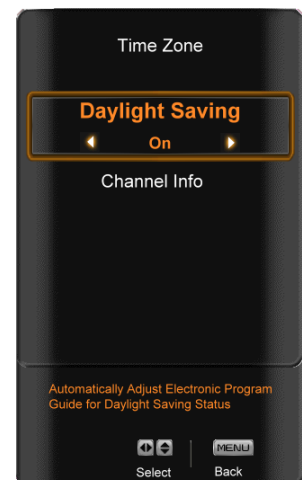 Time Zone
Daylight Saving
On
Channel Info
Automatically Adjust Electronic Program
Guide for Daylight Saving Status
MENU
Select Back